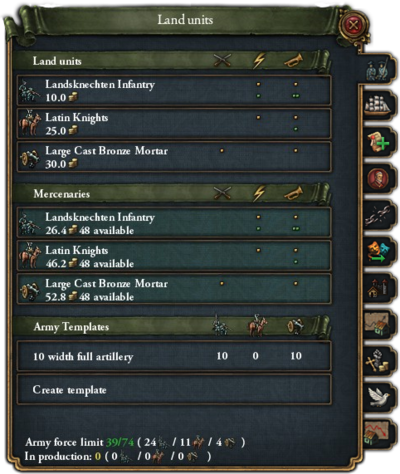 Land units
Land units
Landsknechten Infantry
10.0
Latin Knights
25.0
Large Cast Bronze Mortar
30.0
Mercenaries
Landsknechten Infantry
26.4 48 available
Latin Knights
46.2 48 available
Large Cast Bronze Mortar
52.8 48 available
Army Templates
10 width full artillery 10 0 10
Create template
Army force limit 39/74 ( 24 / 11 / 4 )
In production: 0 ( 0 / 0 / 0 )